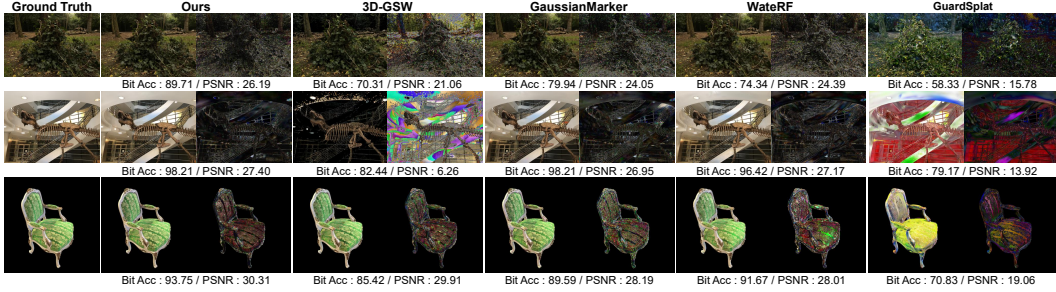 Ground Truth Ours 3D-GSW GaussianMarker WateRF GuardSplat
Bit Acc : 89.71 / PSNR : 26.19 Bit Acc : 70.31 / PSNR : 21.06 Bit Acc : 79.94 / PSNR : 24.05 Bit Acc : 74.34 / PSNR : 24.39 Bit Acc : 58.33 / PSNR : 15.78
Bit Acc : 98.21 / PSNR : 27.40 Bit Acc : 82.44 / PSNR : 6.26 Bit Acc : 98.21 / PSNR : 26.95 Bit Acc : 96.42 / PSNR : 27.17 Bit Acc : 79.17 / PSNR : 13.92
Bit Acc : 93.75 / PSNR : 30.31 Bit Acc : 85.42 / PSNR : 29.91 Bit Acc : 89.59 / PSNR : 28.19 Bit Acc : 91.67 / PSNR : 28.01 Bit Acc : 70.83 / PSNR : 19.06